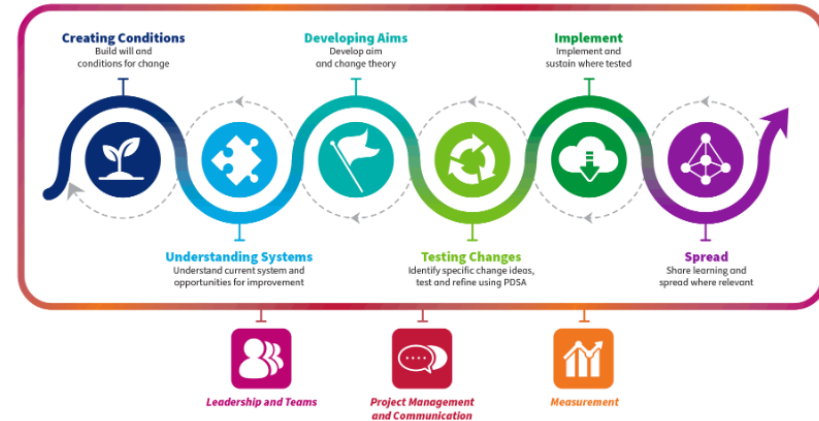 Creating Conditions
Build will and
conditions for change
Developing Aims
Develop aim
and change theory
Implement
Implement and
sustain where tested
Understanding Systems
Understand current system and
opportunities for improvement
Testing Changes
Identify specific change ideas,
test and refine using PDSA
Spread
Share learning and
spread where relevant
Leadership and Teams
Project Management
and Communication
Measurement